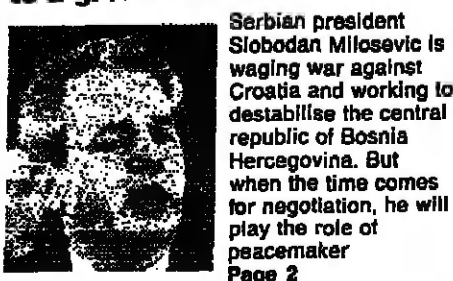 Serbian president
Slobodan Milosevic is
waging war against
Croatia and working to
destabilise the central
republic of Bosnia
Hercegovina. But
when the time comes
for negotiation, he will
play the role of
peacemaker
Page 2